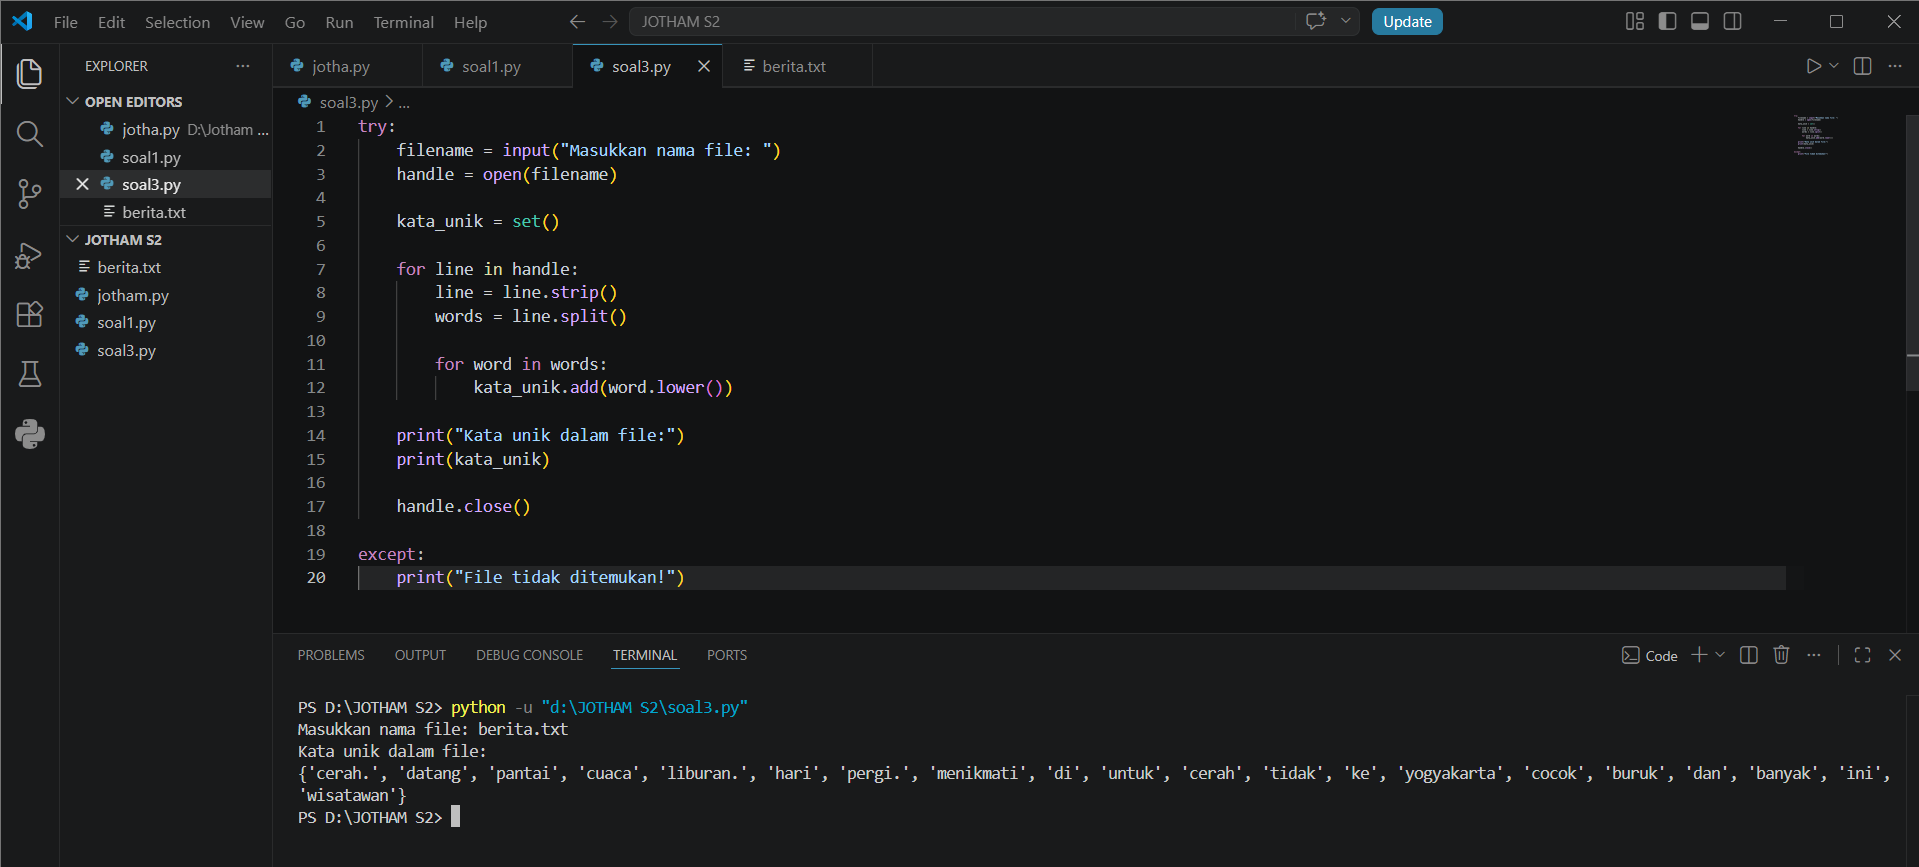 File Edit Selection View Go Run Terminal Help
JOTHAM S2
Update
EXPLORER
OPEN EDITORS
jotha.py D:\Jotham ...
soal1.py
soal3.py
berita.txt
JOTHAM S2
berita.txt
jotham.py
soal1.py
soal3.py
jotha.py soal1.py soal3.py berita.txt
soal3.py > ...
1 try:
2 filename = input("Masukkan nama file: ")
3 handle = open(filename)
4
5 kata_unik = set()
6
7 for line in handle:
8 line = line.strip()
9 words = line.split()
10
11 for word in words:
12 kata_unik.add(word.lower())
13
14 print("Kata unik dalam file:")
15 print(kata_unik)
16
17 handle.close()
18
19 except:
20 print("File tidak ditemukan!")
PROBLEMS OUTPUT DEBUG CONSOLE TERMINAL PORTS
Code
PS D:\JOTHAM S2> python -u "d:\JOTHAM S2\soal3.py"
Masukkan nama file: berita.txt
Kata unik dalam file:
{'cerah.', 'datang', 'pantai', 'cuaca', 'liburan.', 'hari', 'pergi.', 'menikmati', 'di', 'untuk', 'cerah', 'tidak', 'ke', 'yogyakarta', 'cocok', 'buruk', 'dan', 'banyak', 'ini',
'wisatawan'}
PS D:\JOTHAM S2>